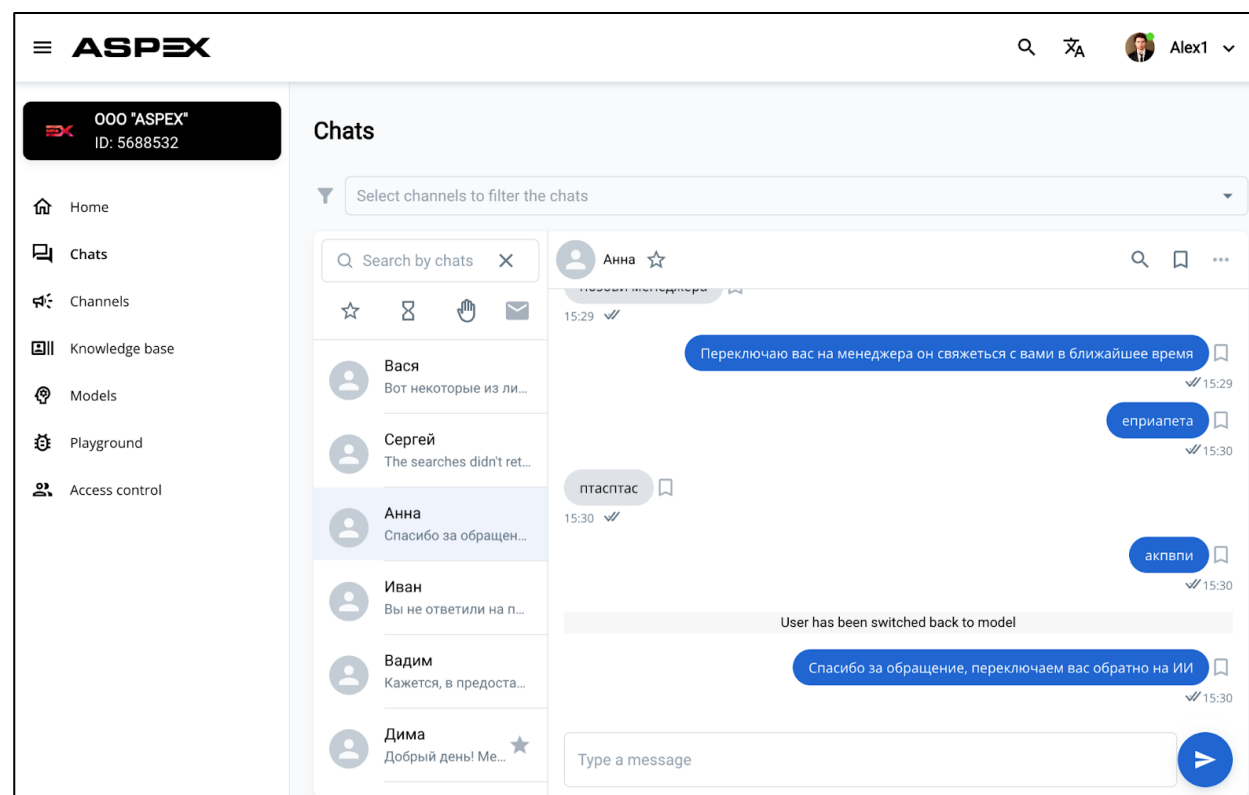 ASPEX
Alex1
ООО "ASPEX"
ID: 5688532
Home
Chats
Channels
Knowledge base
Models
Playground
Access control
Chats
Select channels to filter the chats
Search by chats
Вася
Вот некоторые из ли...
Сергей
The searches didn't ret...
Анна
Спасибо за обращен...
Иван
Вы не ответили на п...
Вадим
Кажется, в предоста...
Дима
Добрый день! Ме...
Анна
позови менеджера
15:29
Переключаю вас на менеджера он свяжеться с вами в ближайшее время
15:29
еприапета
15:30
птасптас
15:30
акпвпи
15:30
User has been switched back to model
Спасибо за обращение, переключаем вас обратно на ИИ
15:30
Type a message